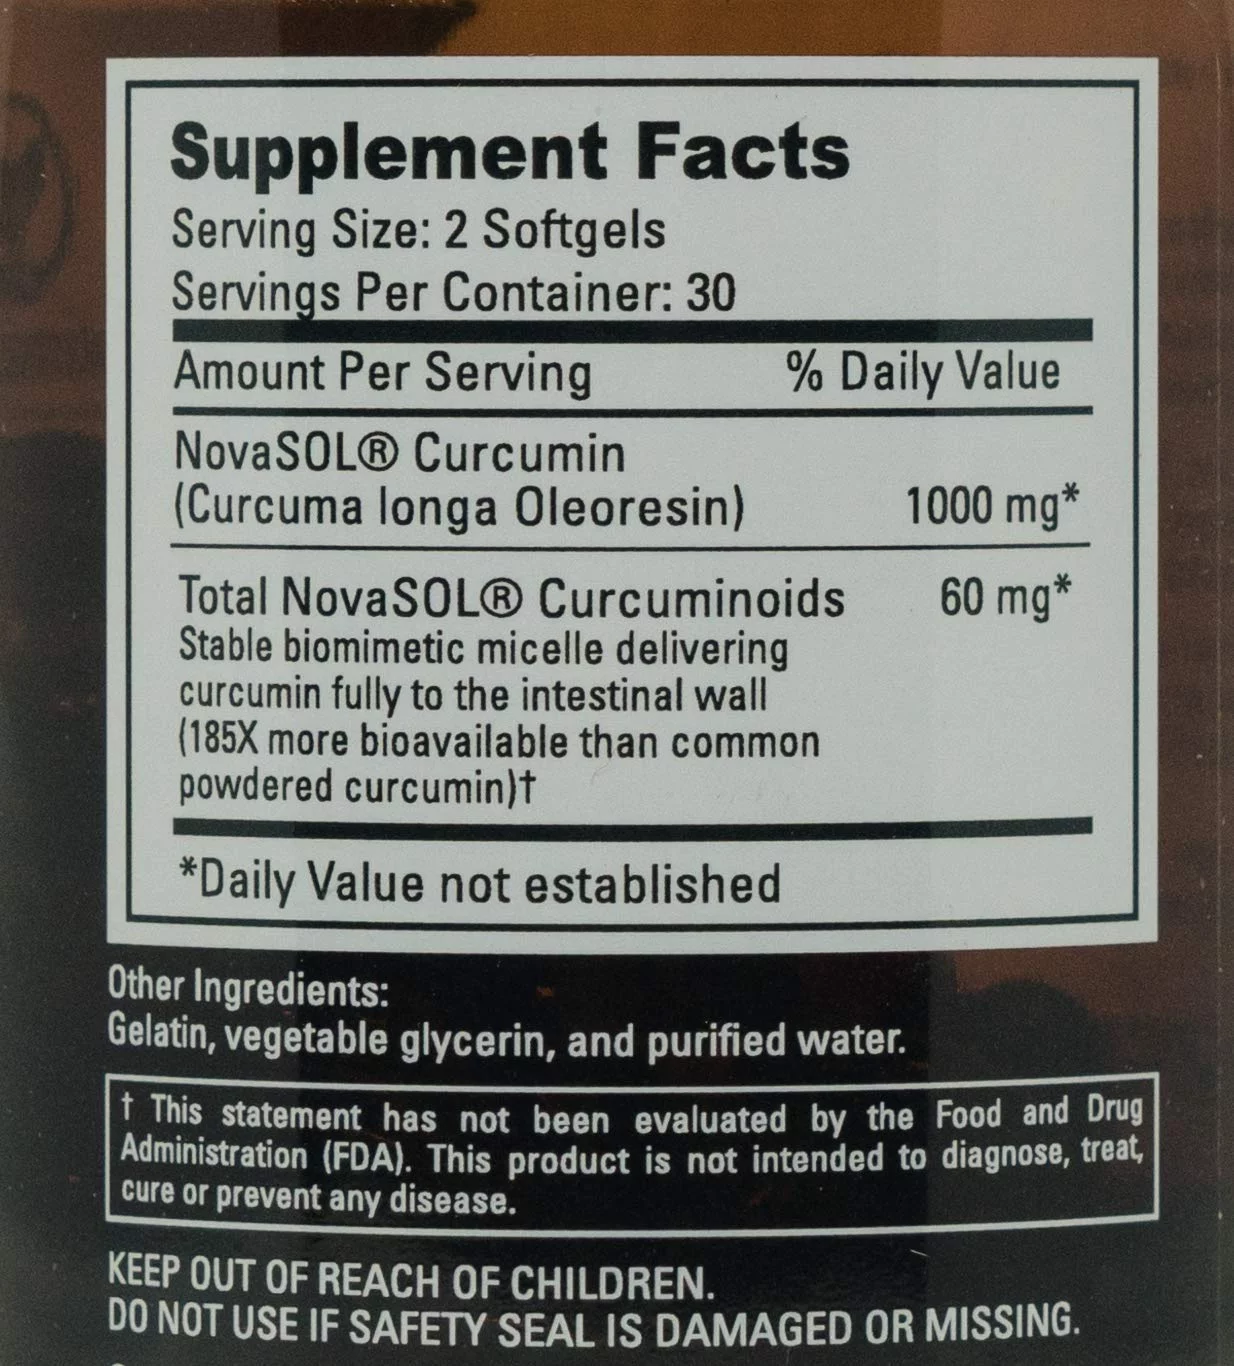 Supplement Facts
Serving Size: 2 Softgels
Servings Per Container: 30
Amount Per Serving % Daily Value
NovaSOL® Curcumin
(Curcuma longa Oleoresin) 1000 mg*
Total NovaSOL® Curcuminoids 60 mg*
Stable biomimetic micelle delivering
curcumin fully to the intestinal wall
(185X more bioavailable than common
powdered curcumin)†
*Daily Value not established
Other Ingredients:
Gelatin, vegetable glycerin, and purified water.
† This statement has not been evaluated by the Food and Drug
Administration (FDA). This product is not intended to diagnose, treat,
cure or prevent any disease.
KEEP OUT OF REACH OF CHILDREN.
DO NOT USE IF SAFETY SEAL IS DAMAGED OR MISSING.